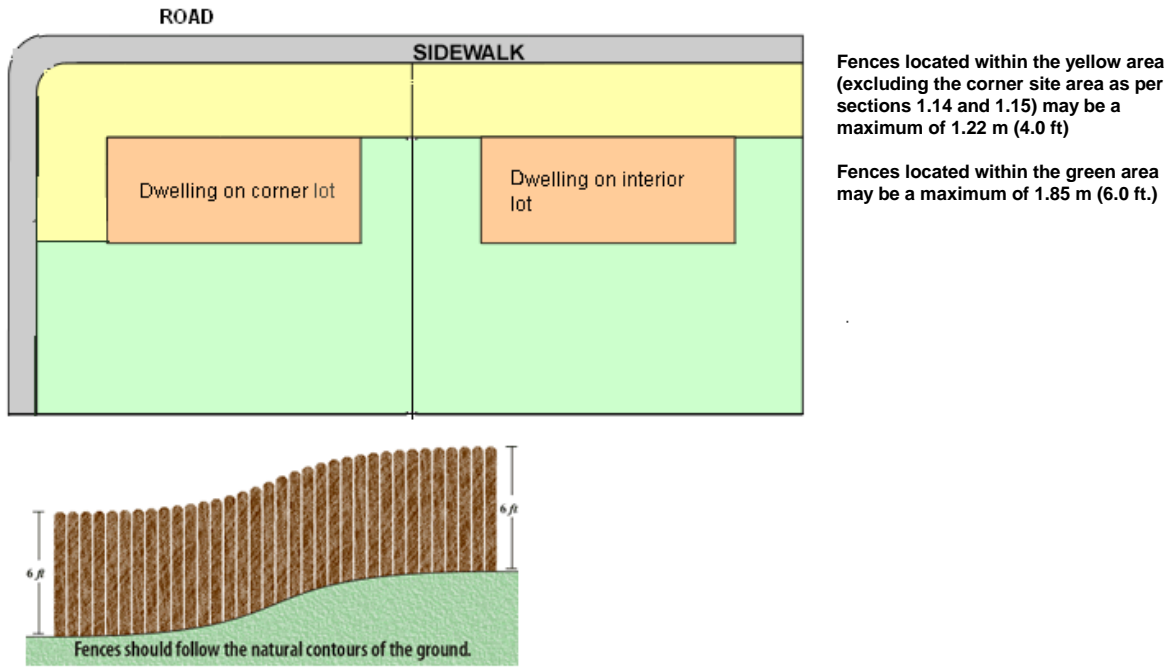 ROAD
SIDEWALK
Fences located within the yellow area
(excluding the corner site area as per
sections 1.14 and 1.15) may be a
maximum of 1.22 m (4.0 ft)
Fences located within the green area
may be a maximum of 1.85 m (6.0 ft.)
Dwelling on corner lot
Dwelling on interior
lot
.
6 ft
6 ft
Fences should follow the natural contours of the ground.